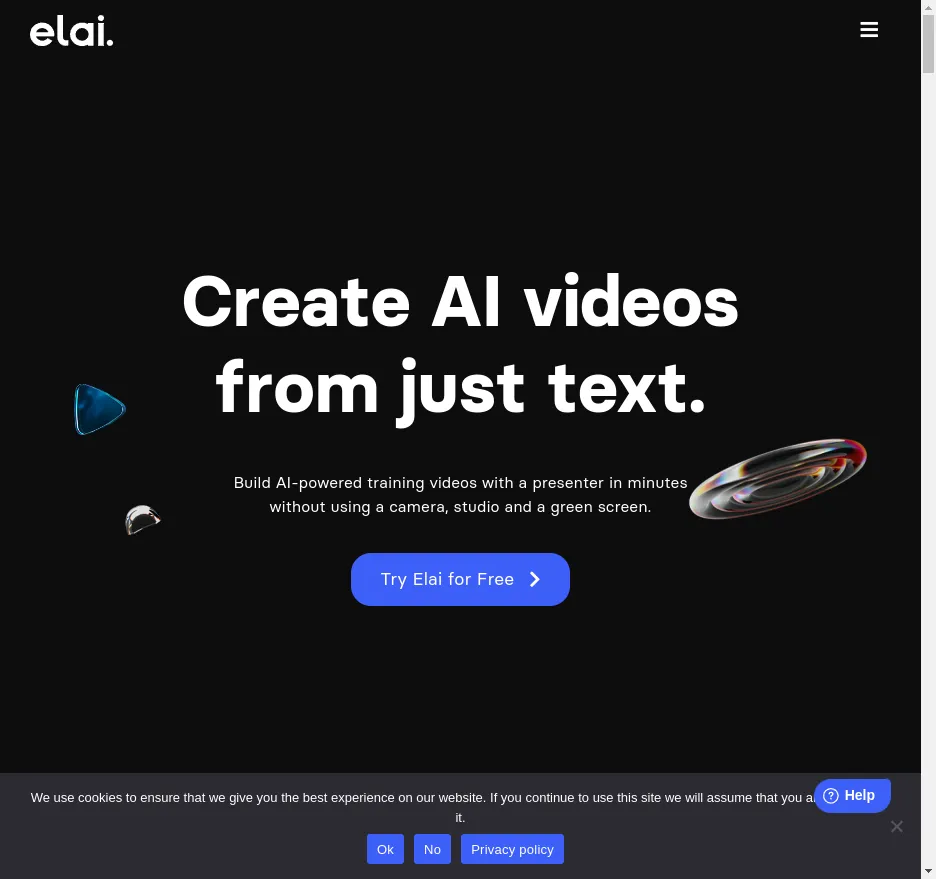 elai.
Create AI videos
from just text.
Build AI-powered training videos with a presenter in minutes
without using a camera, studio and a green screen.
Try Elai for Free
We use cookies to ensure that we give you the best experience on our website. If you continue to use this site we will assume that you
it.
Help
Ok
No
Privacy policy